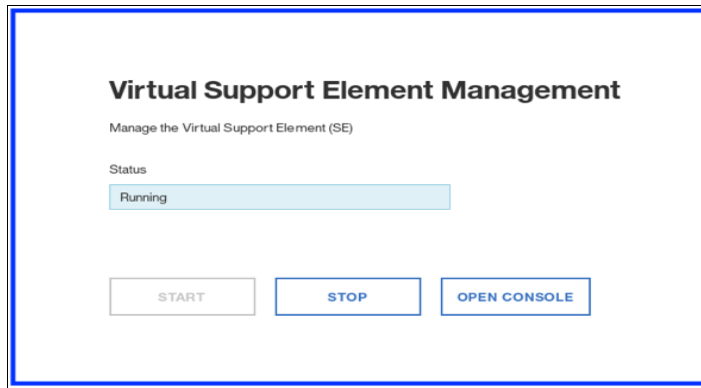 Virtual Support Element Management
Manage the Virtual Support Element (SE)
Status
Running
START
STOP
OPEN CONSOLE